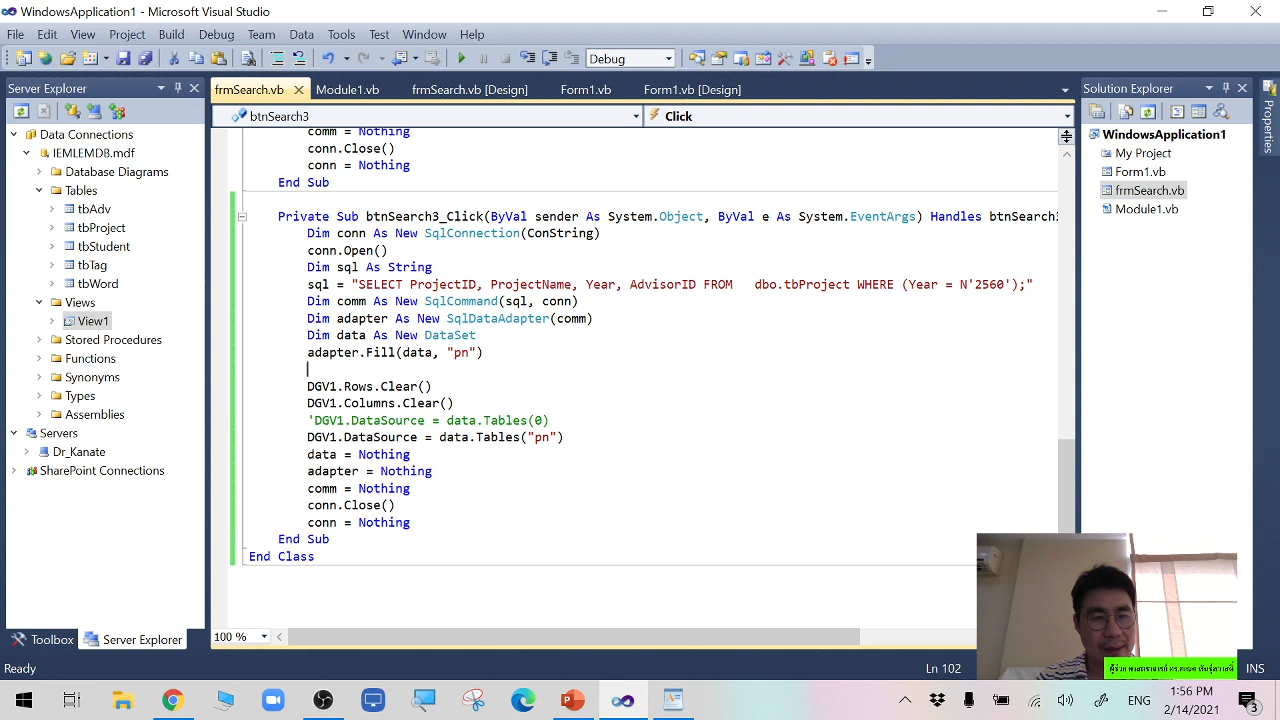 WindowsApplication1 - Microsoft Visual Studio
File Edit View Project Build Debug Team Data Tools Test Window Help
Debug
Server Explorer
frmSearch.vb Module1.vb frmSearch.vb [Design] Form1.vb Form1.vb [Design]
Solution Explorer
Properties
btnSearch3 Click
Data Connections
IEMLEMDB.mdf
Database Diagrams
Tables
tbAdv
tbProject
tbStudent
tbTag
tbWord
Views
View1
Stored Procedures
Functions
Synonyms
Types
Assemblies
Servers
Dr_Kanate
SharePoint Connections
comm = Nothing
conn.Close()
conn = Nothing
End Sub
Private Sub btnSearch3_Click(ByVal sender As System.Object, ByVal e As System.EventArgs) Handles btnSearch3
Dim conn As New SqlConnection(ConString)
conn.Open()
Dim sql As String
sql = "SELECT ProjectID, ProjectName, Year, AdvisorID FROM   dbo.tbProject WHERE (Year = N'2560');"
Dim comm As New SqlCommand(sql, conn)
Dim adapter As New SqlDataAdapter(comm)
Dim data As New DataSet
adapter.Fill(data, "pn")
DGV1.Rows.Clear()
DGV1.Columns.Clear()
'DGV1.DataSource = data.Tables(0)
DGV1.DataSource = data.Tables("pn")
data = Nothing
adapter = Nothing
comm = Nothing
conn.Close()
conn = Nothing
End Sub
End Class
WindowsApplication1
My Project
Form1.vb
frmSearch.vb
Module1.vb
Toolbox Server Explorer
100 %
Ready
Ln 102
INS
ENG
1:56 PM
2/14/2021
3